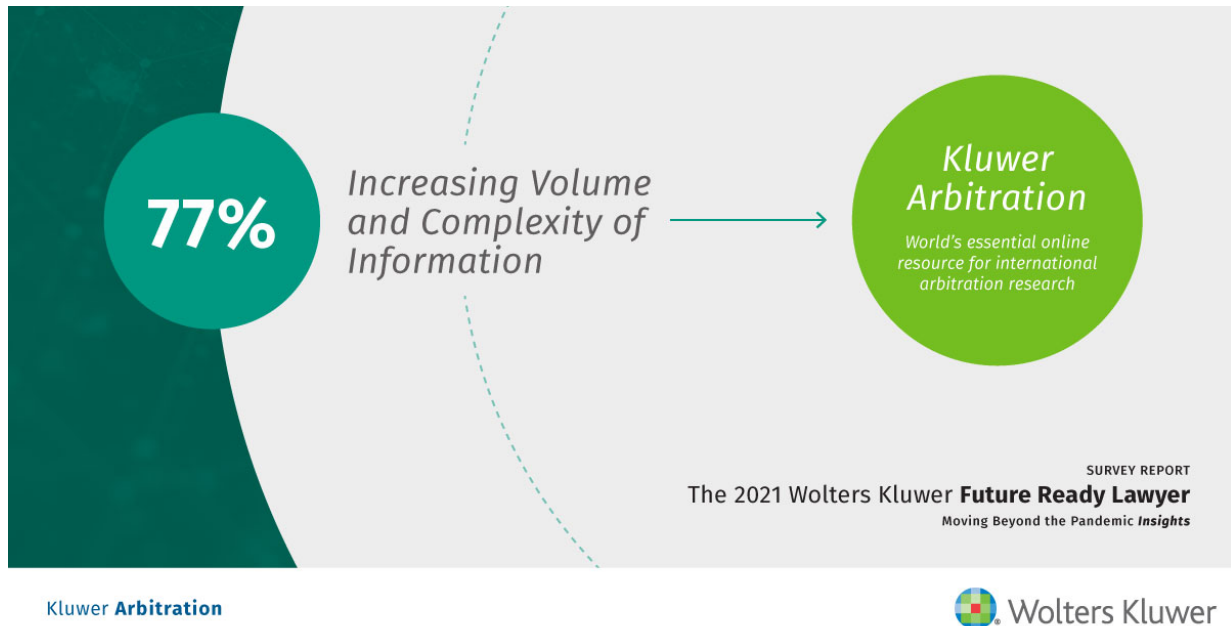 77%
Increasing Volume
and Complexity of
Information
Kluwer
Arbitration
World's essential online
resource for international
arbitration research
SURVEY REPORT
The 2021 Wolters Kluwer Future Ready Lawyer
Moving Beyond the Pandemic Insights
Kluwer Arbitration
Wolters Kluwer